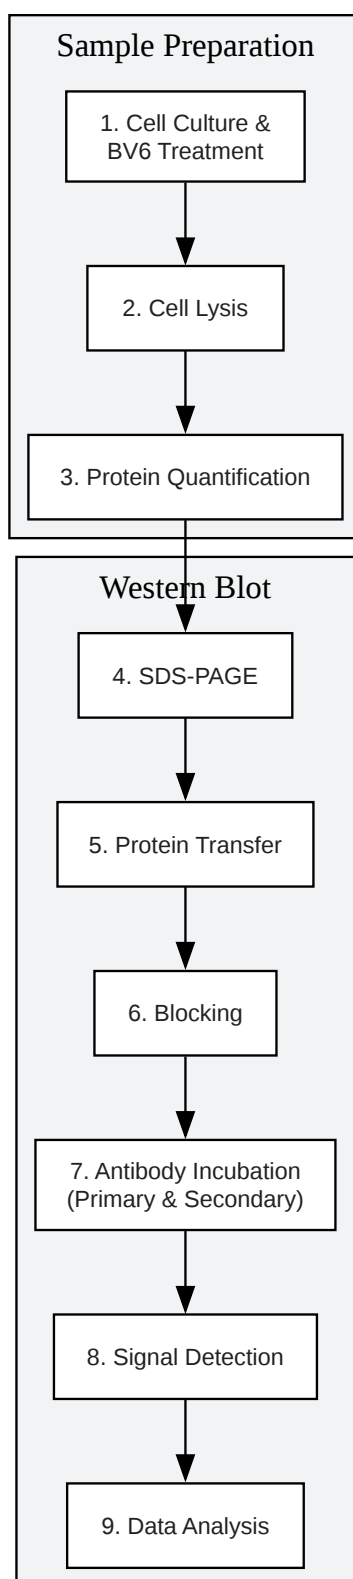 Sample Preparation
1. Cell Culture &
BV6 Treatment
2. Cell Lysis
3. Protein Quantification
Western Blot
4. SDS-PAGE
5. Protein Transfer
6. Blocking
7. Antibody Incubation
(Primary & Secondary)
8. Signal Detection
9. Data Analysis